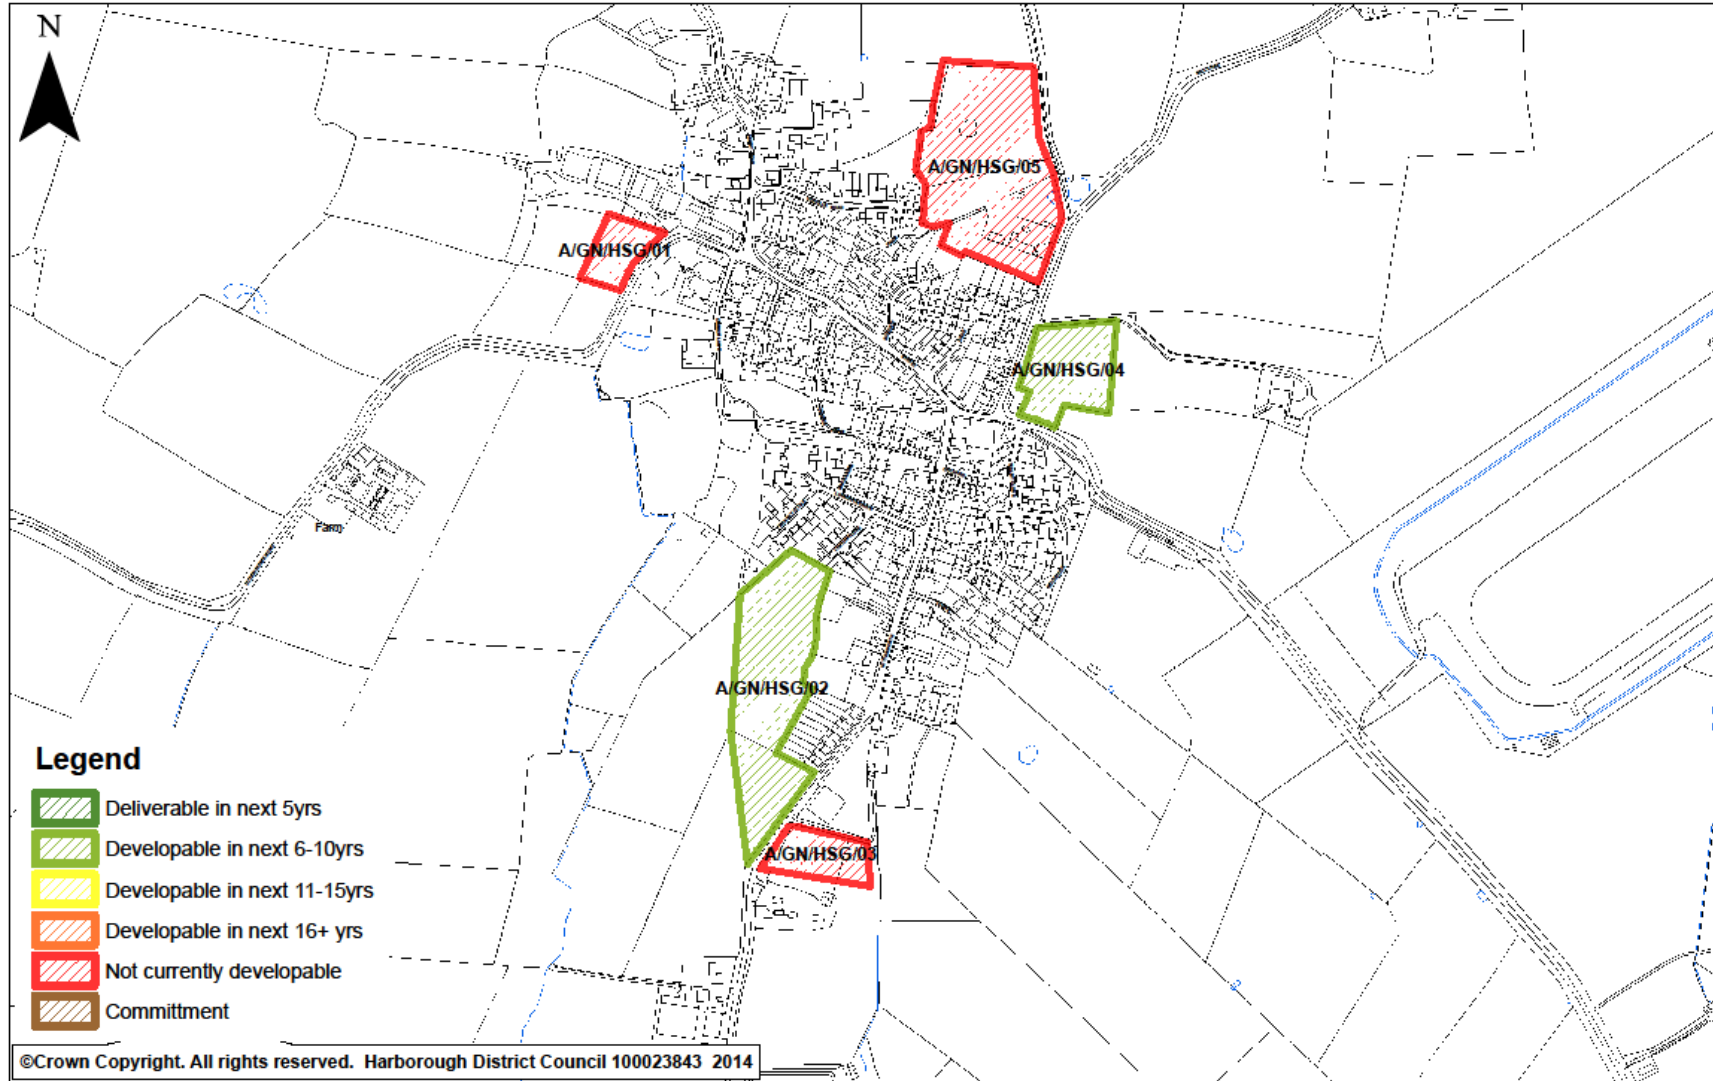 N
A/GN/HSG/05
A/GN/HSG/01
A/GN/HSG/04
Farm
A/GN/HSG/02
A/GN/HSG/03
Legend
Deliverable in next 5yrs
Developable in next 6-10yrs
Developable in next 11-15yrs
Developable in next 16+ yrs
Not currently developable
Committment
©Crown Copyright. All rights reserved. Harborough District Council 100023843 2014